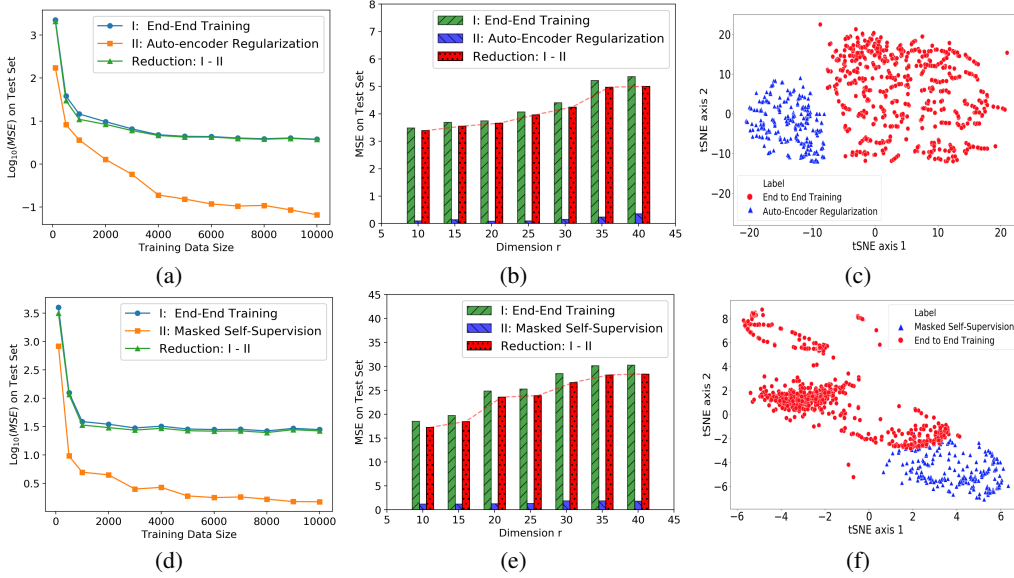 I: End-End Training
II: Auto-encoder Regularization
Reduction: I - II
Log10(MSE) on Test Set
3
2
1
0
−1
0 2000 4000 6000 8000 10000
Training Data Size
(a)
I: End-End Training
II: Auto-Encoder Regularization
Reduction: I - II
MSE on Test Set
8
7
6
5
4
3
2
1
0
5 10 15 20 25 30 35 40 45
Dimension r
(b)
tSNE axis 2
20
10
0
−10
−20
Label
End to End Training
Auto-Encoder Regularization
−20 −10 0 10 20
tSNE axis 1
(c)
I: End-End Training
II: Masked Self-Supervision
Reduction: I - II
Log10(MSE) on Test Set
3.5
3.0
2.5
2.0
1.5
1.0
0.5
0 2000 4000 6000 8000 10000
Training Data Size
(d)
I: End-End Training
II: Masked Self-Supervision
Reduction: I - II
MSE on Test Set
45
40
35
30
25
20
15
10
5
0
5 10 15 20 25 30 35 40 45
Dimension r
(e)
Label
Masked Self-Supervision
End to End Training
tSNE axis 2
8
6
4
2
0
−2
−4
−6
−6 −4 −2 0 2 4 6
tSNE axis 1
(f)